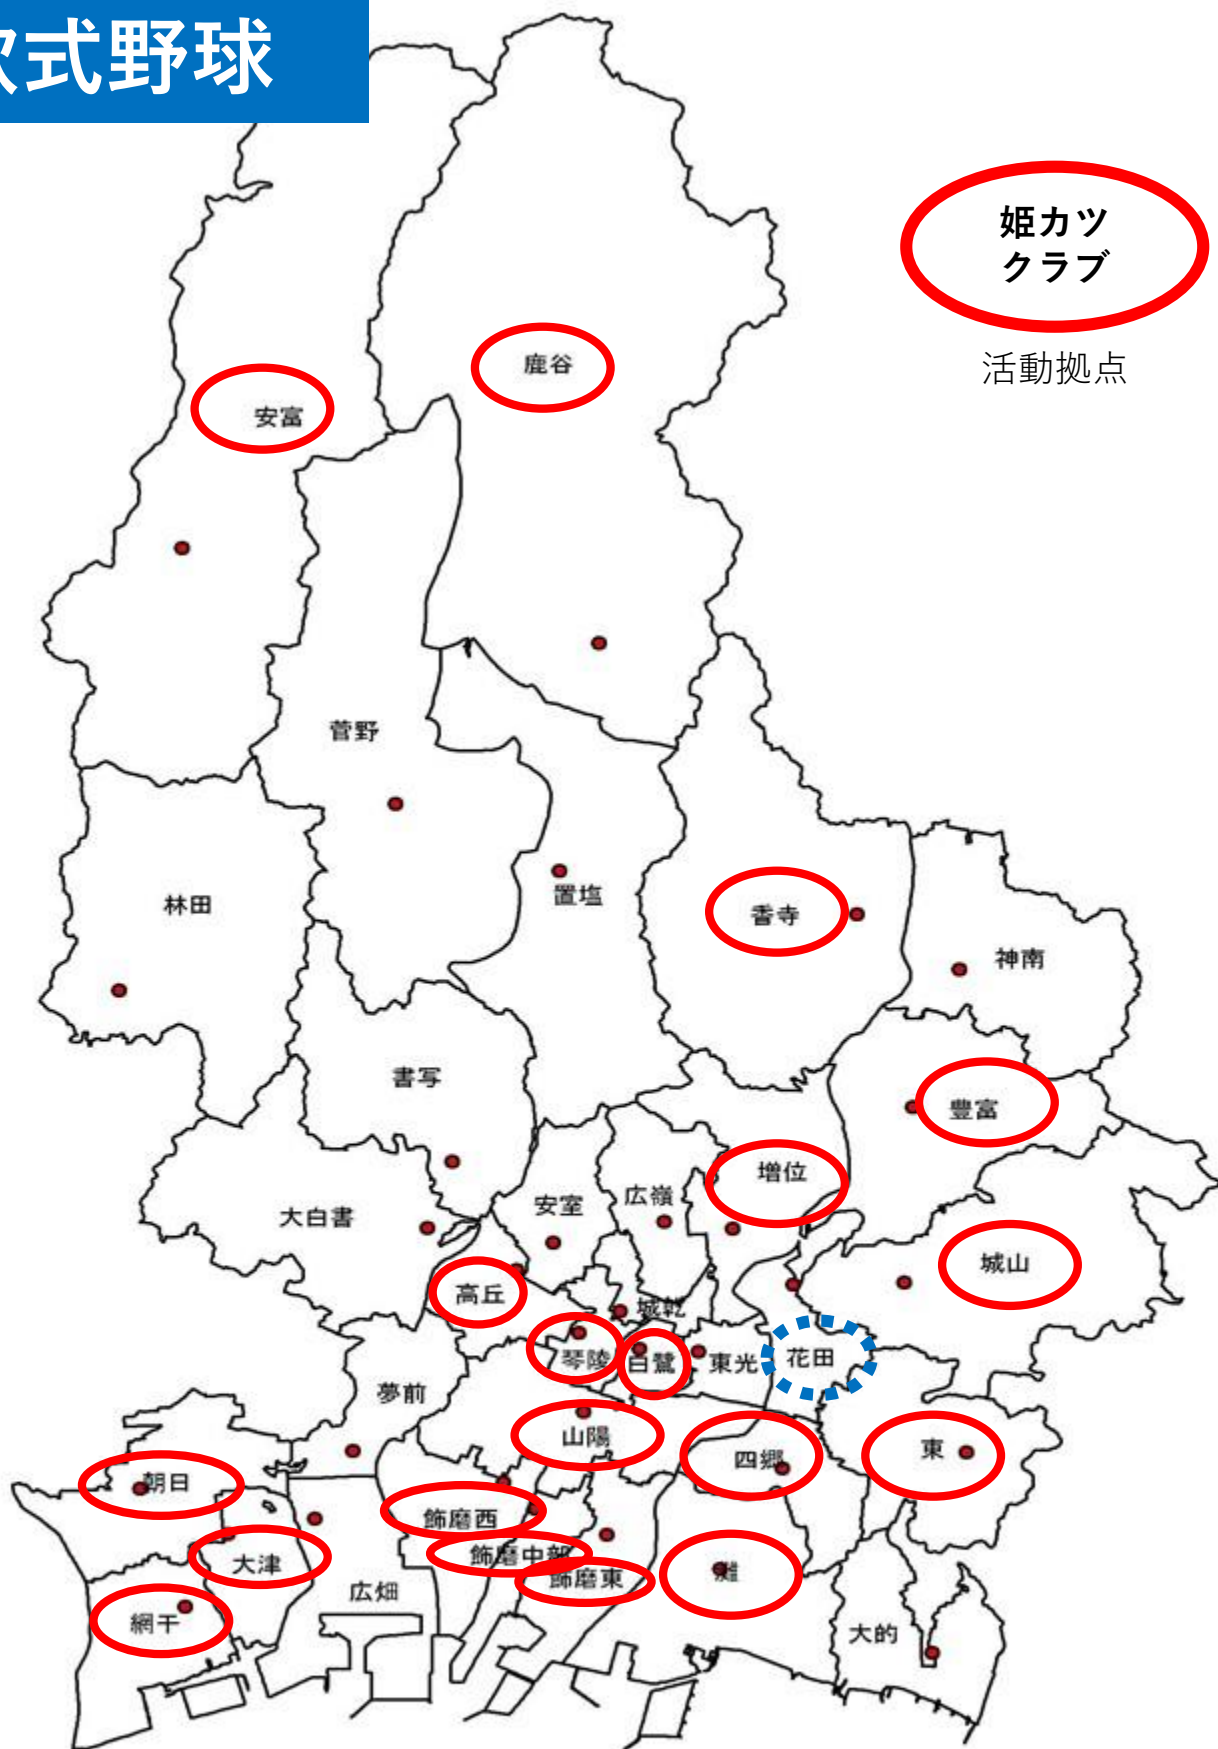 軟式野球
姫カツ
クラブ
活動拠点
鹿谷
安富
菅野
置塩
林田
香寺
神南
書写
豊富
増位
広嶺
安室
大白書
城山
高丘
城乾
琴陵
白鷺
東光
花田
夢前
山陽
四郷
東
朝日
飾磨西
飾磨中部
大津
飾磨東
灘
広畑
網干
大的